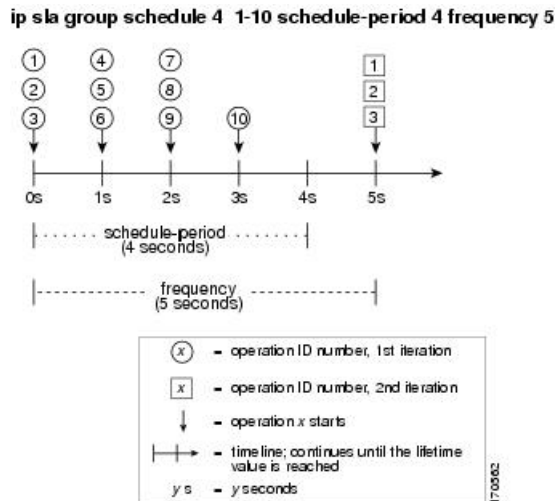 ip sla group schedule 4 1-10 schedule-period 4 frequency 5
1 4 7 1
2 5 8 2
3 6 9 10 3
0s 1s 2s 3s 4s 5s
schedule-period
(4 seconds)
frequency
(5 seconds)
x = operation ID number, 1st iteration
x = operation ID number, 2nd iteration
= operation x starts
= timeline; continues until the lifetime
value is reached
y s = y seconds
170562